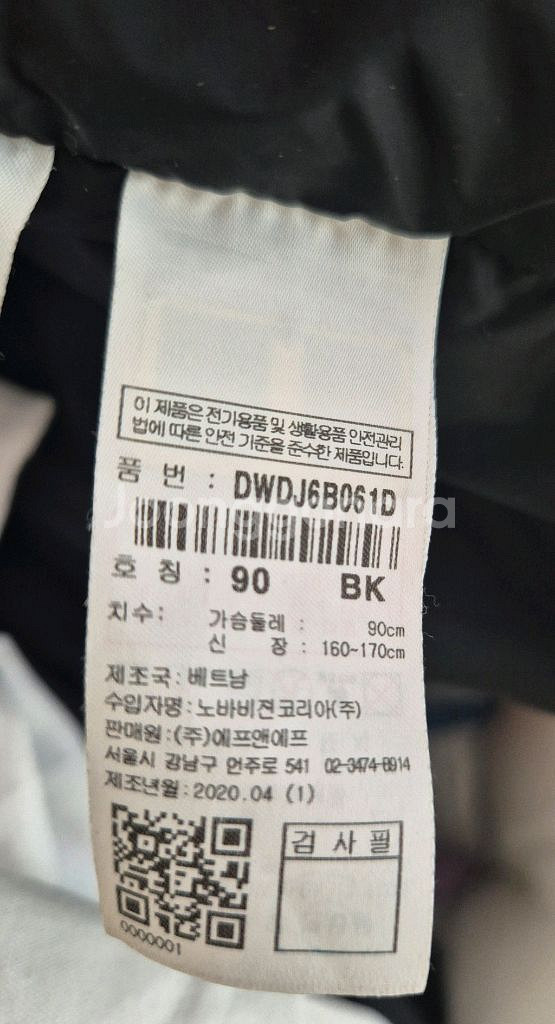 이 제품은 전기용품 및 생활용품 안전관리
법에 따른 안전 기준을 준수한 제품입니다.
품 번 : DWDJ6B061D
Joonggonara
호 칭 : 90 BK
치수: 가슴둘레 : 90cm
신 장 : 160~170cm
제조국 : 베트남
수입자명 : 노바비젼코리아(주)
판매원 : (주)에프앤에프
서울시 강남구 언주로 541 02-3474-8914
제조년월 : 2020.04 (1)
검 사 필
0000001